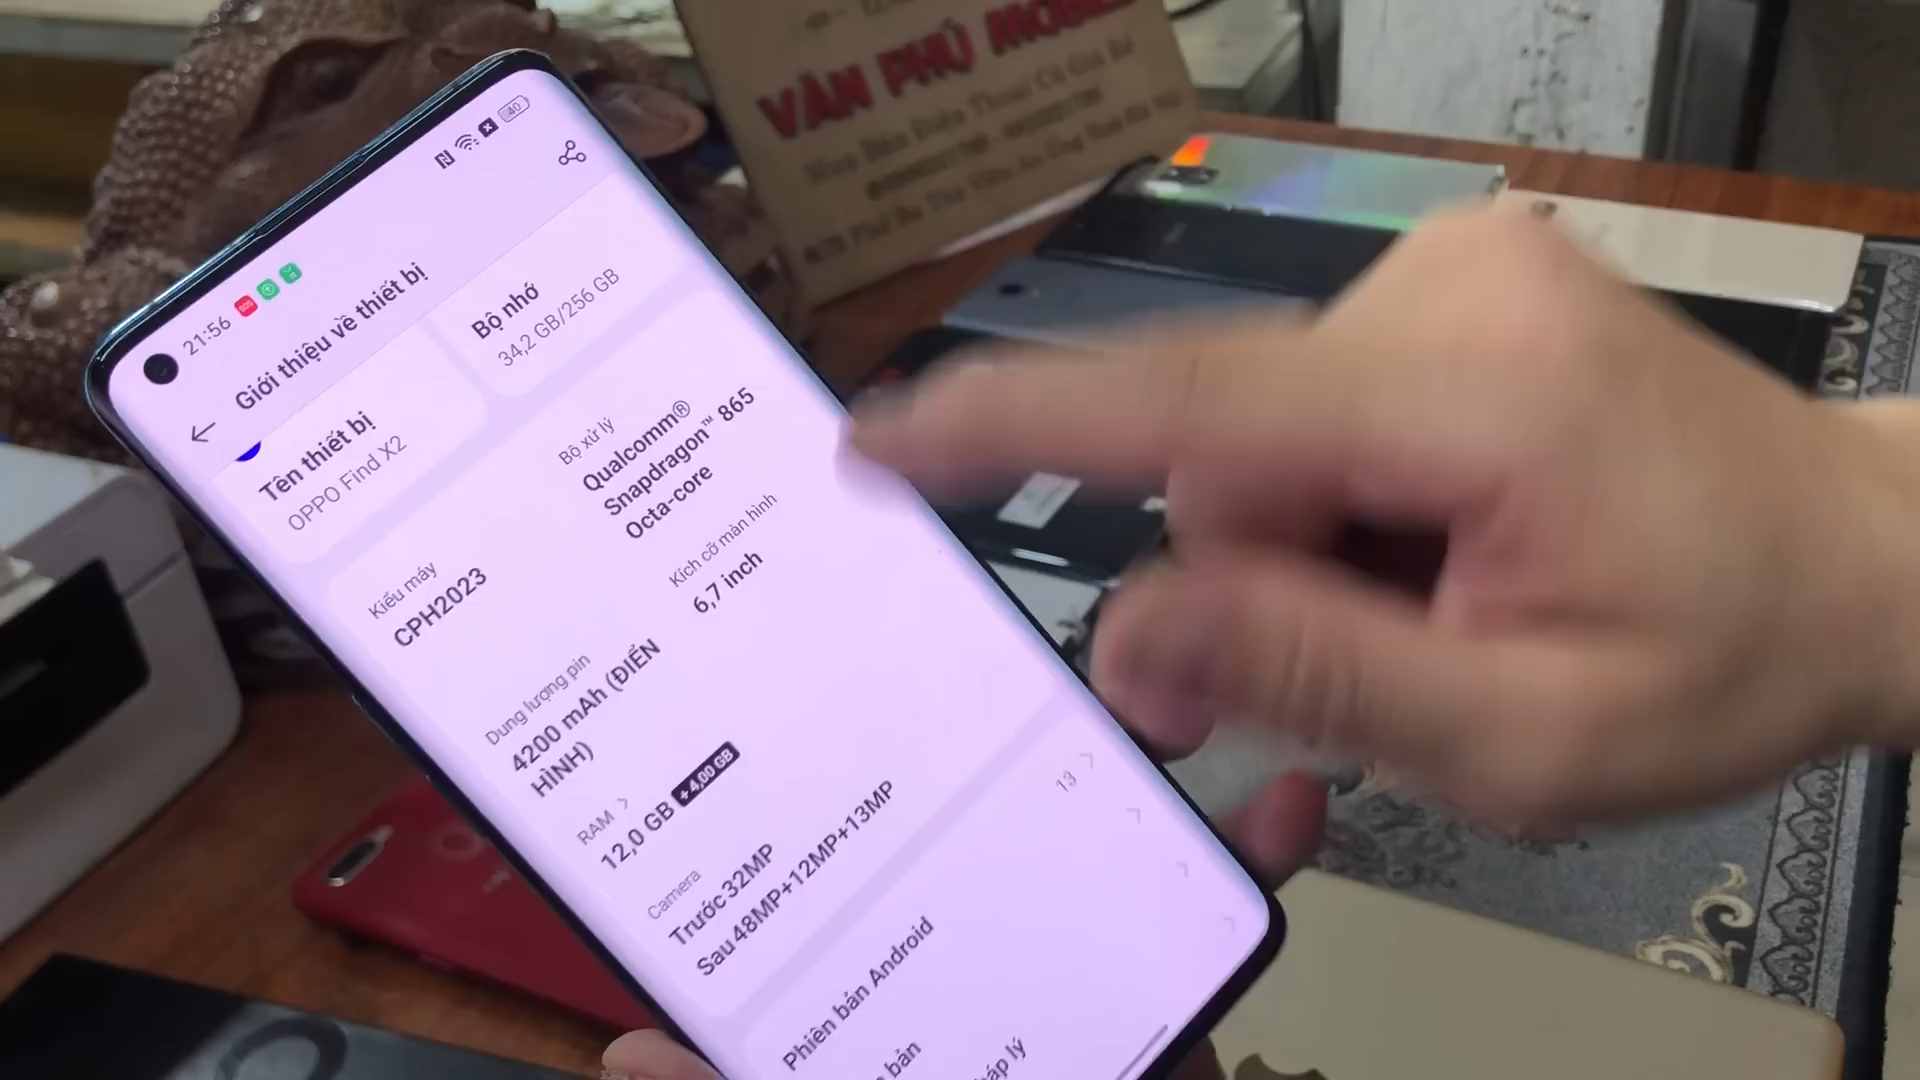 VĂN PHÚ MOBILE
21:56
40
Giới thiệu về thiết bị
Tên thiết bị
OPPO Find X2
Bộ nhớ
34,2 GB/256 GB
Kiểu máy
CPH2023
Bộ xử lý
Qualcomm®
Snapdragon™ 865
Octa-core
Dung lượng pin
4200 mAh (ĐIỂN
HÌNH)
Kích cỡ màn hình
6,7 inch
RAM
12,0 GB + 4,00 GB
Camera
Trước 32MP
Sau 48MP+12MP+13MP
Phiên bản Android
13
bản